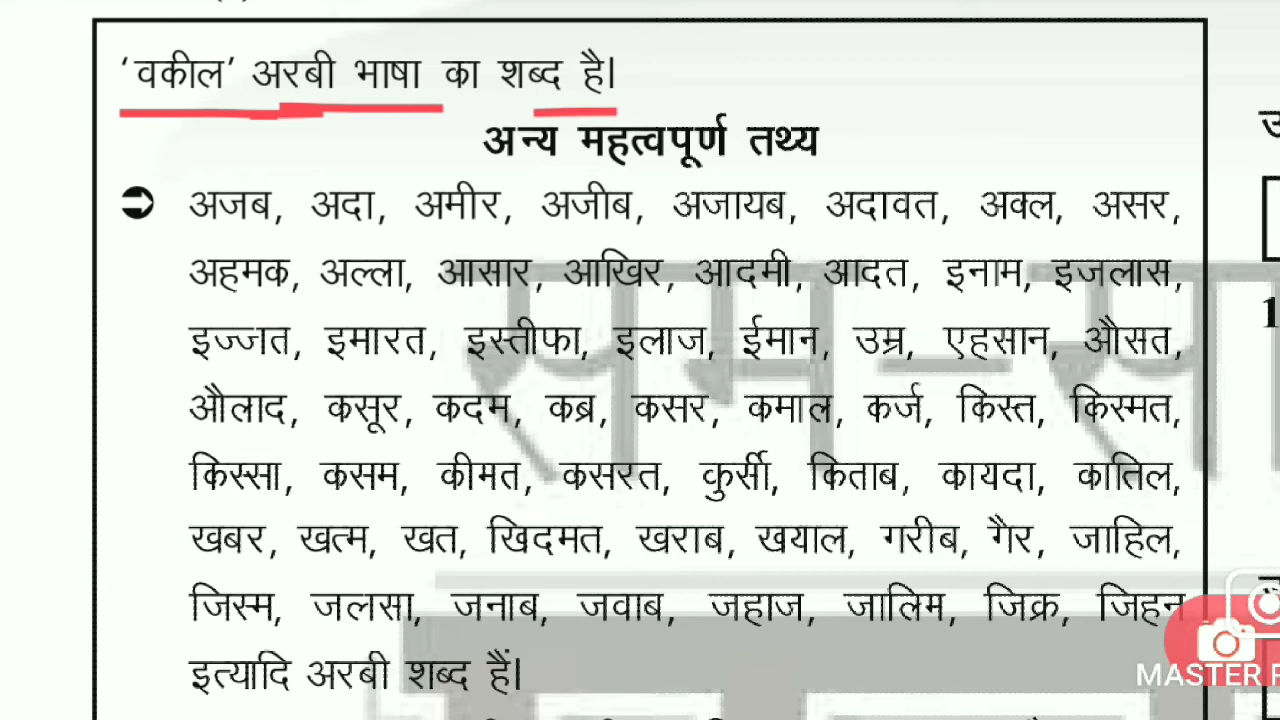 'वकील' अरबी भाषा का शब्द है।
अन्य महत्वपूर्ण तथ्य
➲ अजब, अदा, अमीर, अजीब, अजायब, अदावत, अक्ल, असर,
अहमक, अल्ला, आसार, आखिर, आदमी, आदत, इनाम, इजलास,
इज्जत, इमारत, इस्तीफा, इलाज, ईमान, उम्र, एहसान, औसत,
औलाद, कसूर, कदम, कब्र, कसर, कमाल, कर्ज, किस्त, किस्मत,
किस्सा, कसम, कीमत, कसरत, कुर्सी, किताब, कायदा, कातिल,
खबर, खत्म, खत, खिदमत, खराब, खयाल, गरीब, गैर, जाहिल,
जिस्म, जलसा, जनाब, जवाब, जहाज, जालिम, जिक्र, जिहन
इत्यादि अरबी शब्द हैं।
1
MASTER